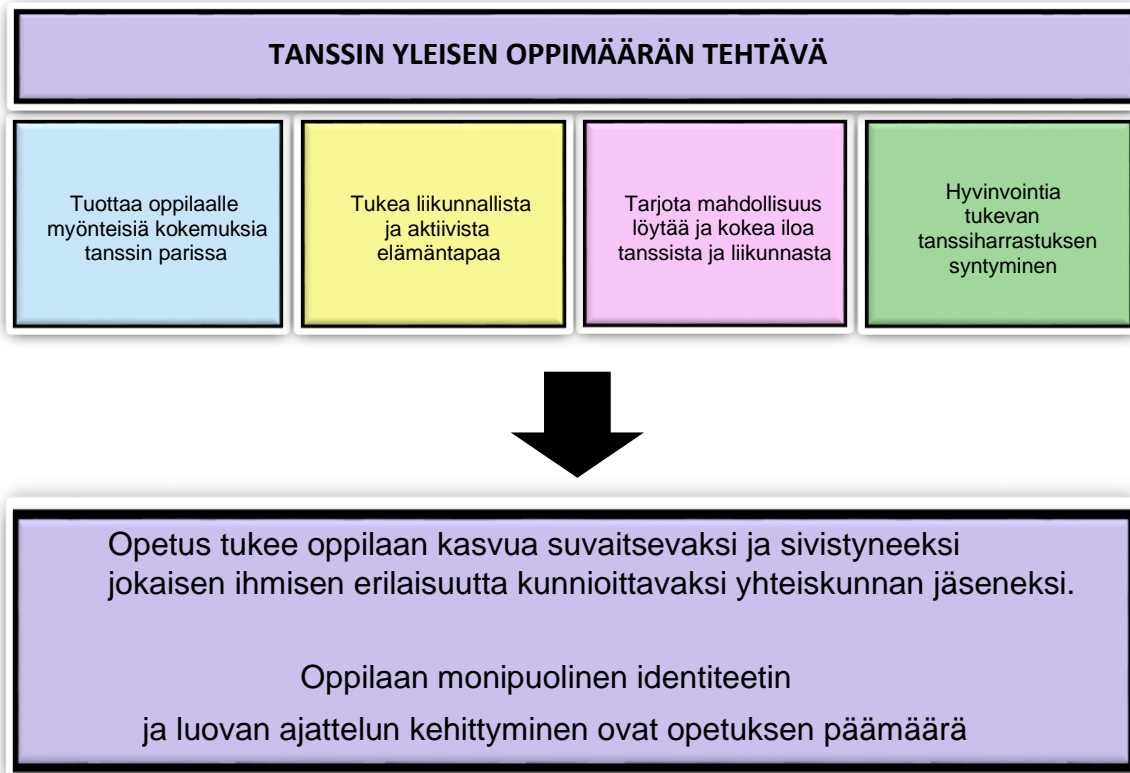 TANSSIN YLEISEN OPPIMÄÄRÄN TEHTÄVÄ
Tuottaa oppilaalle
myönteisiä kokemuksia
tanssin parissa
Tukea liikunnallista
ja aktiivista
elämäntapaa
Tarjota mahdollisuus
löytää ja kokea iloa
tanssista ja liikunnasta
Hyvinvointia
tukevan
tanssiharrastuksen
syntyminen
Opetus tukee oppilaan kasvua suvaitsevaksi ja sivistyneeksi
jokaisen ihmisen erilaisuutta kunnioittavaksi yhteiskunnan jäseneksi.
Oppilaan monipuolinen identiteetin
ja luovan ajattelun kehittyminen ovat opetuksen päämäärä